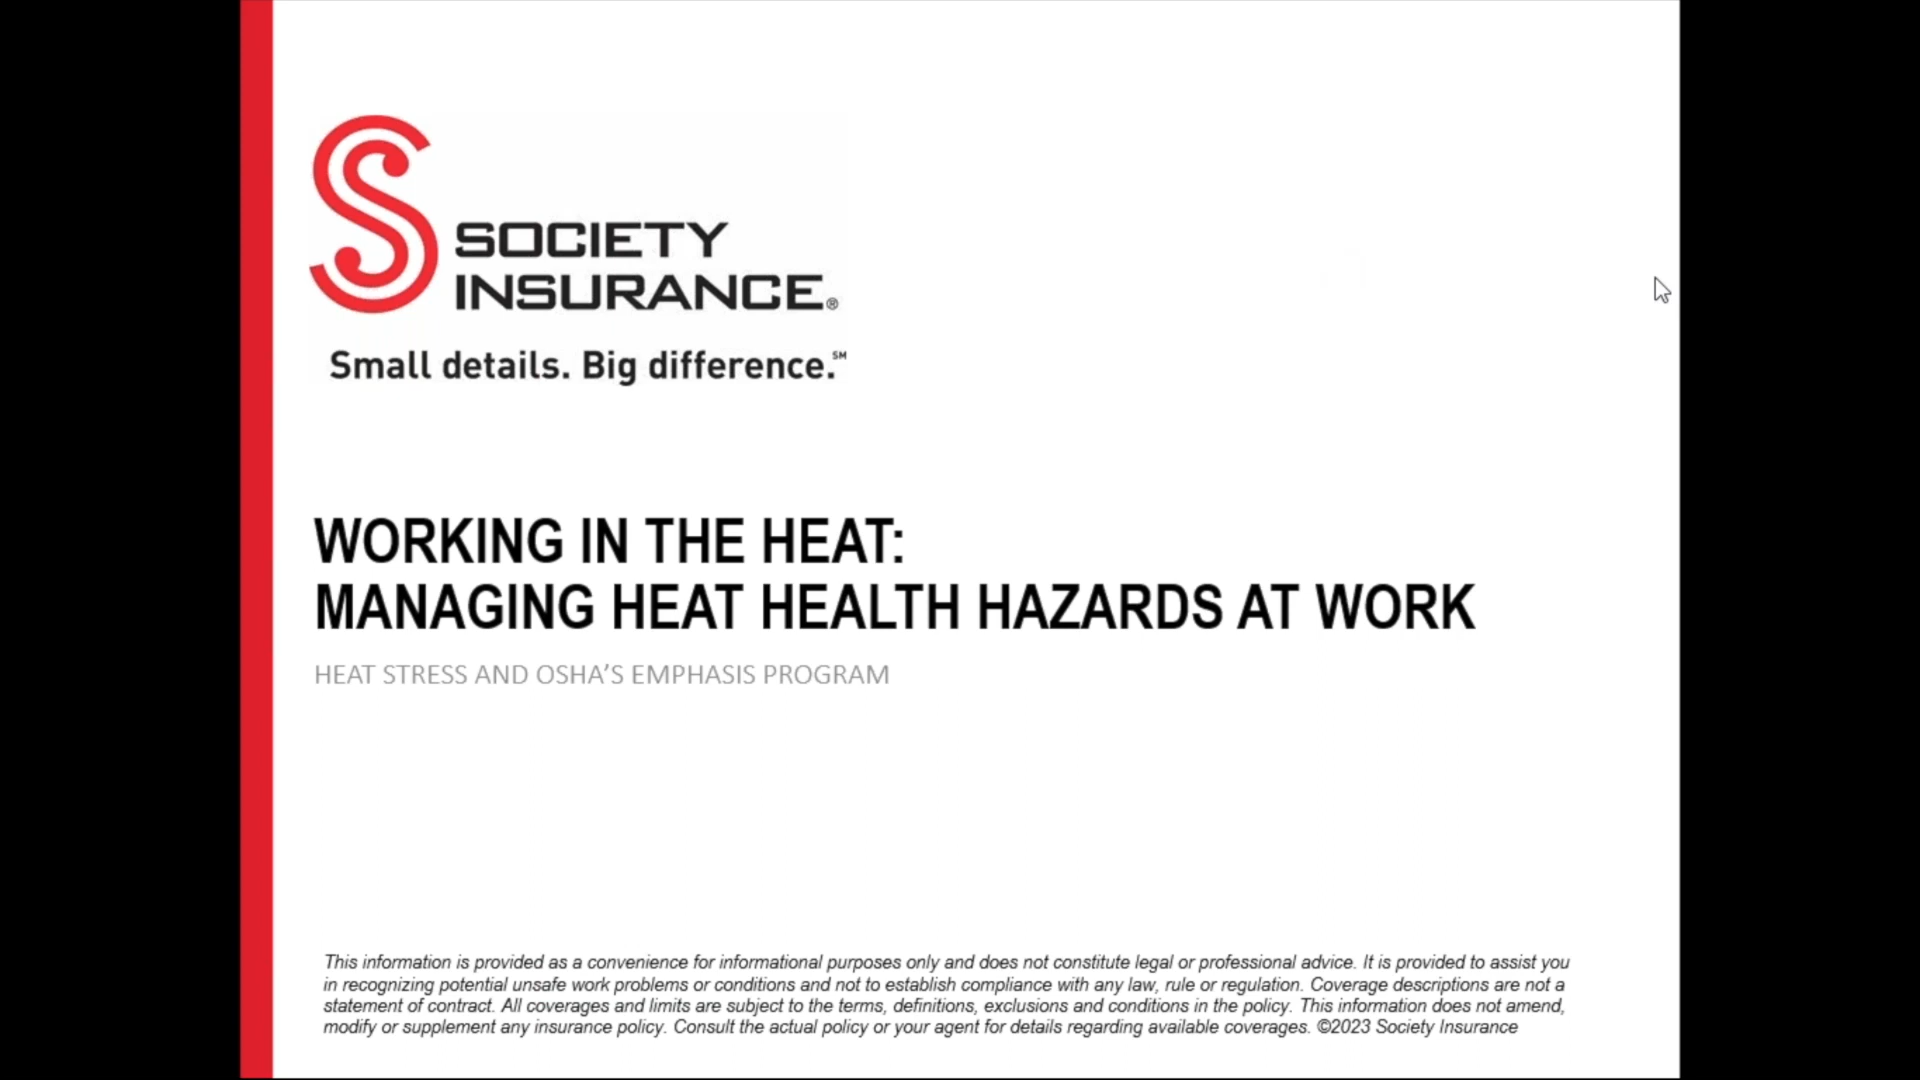 SOCIETY
INSURANCE®
Small details. Big difference.℠
WORKING IN THE HEAT:
MANAGING HEAT HEALTH HAZARDS AT WORK
HEAT STRESS AND OSHA’S EMPHASIS PROGRAM
This information is provided as a convenience for informational purposes only and does not constitute legal or professional advice. It is provided to assist you
in recognizing potential unsafe work problems or conditions and not to establish compliance with any law, rule or regulation. Coverage descriptions are not a
statement of contract. All coverages and limits are subject to the terms, definitions, exclusions and conditions in the policy. This information does not amend,
modify or supplement any insurance policy. Consult the actual policy or your agent for details regarding available coverages. ©2023 Society Insurance